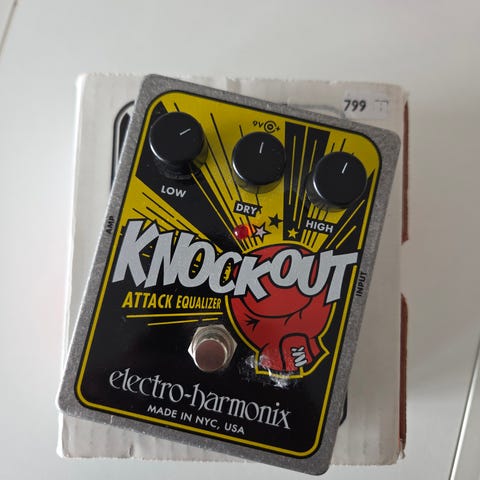 799
9V
LOW
DRY
HIGH
AMP
INPUT
KNOCKOUT
ATTACK EQUALIZER
electro-harmonix
MADE IN NYC, USA